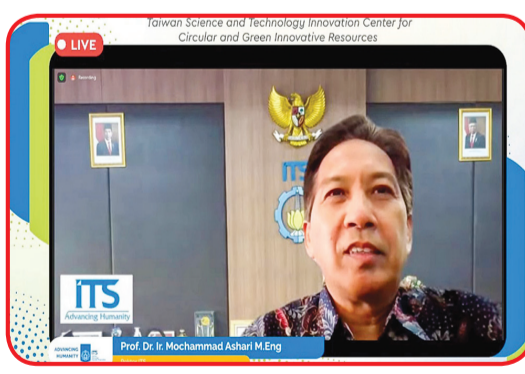 Taiwan Science and Technology Innovation Center for
Circular and Green Innovative Resources
LIVE
Recording
ITS
ITS
Advancing Humanity
ADVANCING
HUMANITY
Prof. Dr. Ir. Mochammad Ashari M.Eng